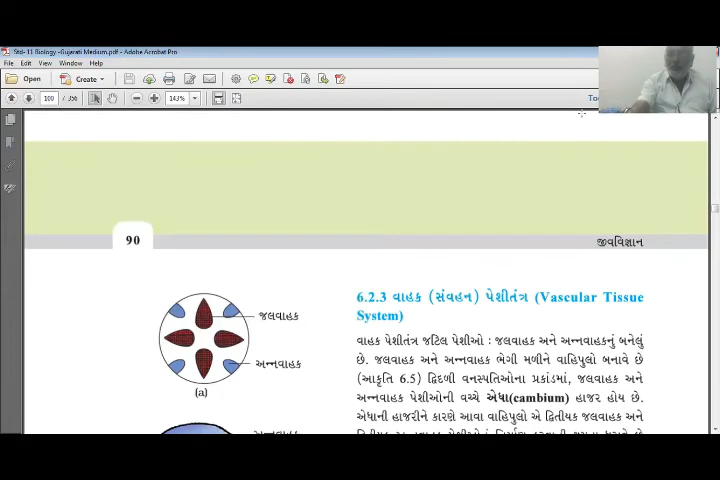 Std- 11 Biology -Gujarati Medium.pdf - Adobe Acrobat Pro
File Edit View Window Help
Open Create
100 / 356 143%
90
જીવવિજ્ઞાન
જલવાહક
અન્નવાહક
(a)
6.2.3 વાહક (સંવહન) પેશીતંત્ર (Vascular Tissue
System)
વાહક પેશીતંત્ર જટિલ પેશીઓ : જલવાહક અને અન્નવાહકનું બનેલું
છે. જલવાહક અને અન્નવાહક ભેગી મળીને વાહિપુલો બનાવે છે
(આકૃતિ 6.5) દ્વિદળી વનસ્પતિઓના પ્રકાંડમાં, જલવાહક અને
અન્નવાહક પેશીઓની વચ્ચે એધા(cambium) હાજર હોય છે.
એધાની હાજરીને કારણે આવા વાહિપુલો એ દ્વિતીયક જલવાહક અને